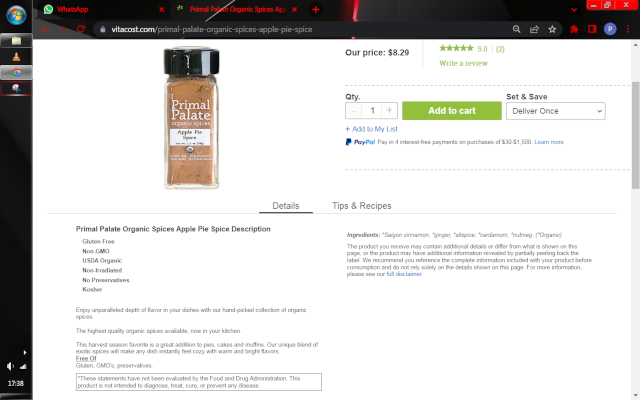 WhatsApp
Primal Palate Organic Spices App
vitacost.com/primal-palate-organic-spices-apple-pie-spice
Our price: $8.29
5.0 (2)
Write a review
Primal
Palate
organic spices
Apple Pie
Spice
Qty.
Set & Save
1
Add to cart
Deliver Once
+ Add to My List
PayPal Pay in 4 interest-free payments on purchases of $30-$1,500. Learn more
Details
Tips & Recipes
Primal Palate Organic Spices Apple Pie Spice Description
Gluten Free
Non-GMO
USDA Organic
Non-Irradiated
No Preservatives
Kosher
Enjoy unparalleled depth of flavor in your dishes with our hand-picked collection of organic
spices.
The highest quality organic spices available, now in your kitchen.
This harvest season favorite is a great addition to pies, cakes and muffins. Our unique blend of
exotic spices will make any dish instantly feel cozy with warm and bright flavors.
Free Of
Gluten, GMO's, preservatives.
*These statements have not been evaluated by the Food and Drug Administration. This
product is not intended to diagnose, treat, cure, or prevent any disease.
Ingredients: *Saigon cinnamon, *ginger, *allspice, *cardamom, *nutmeg. (*Organic)
The product you receive may contain additional details or differ from what is shown on this
page, or the product may have additional information revealed by partially peeling back the
label. We recommend you reference the complete information included with your product before
consumption and do not rely solely on the details shown on this page. For more information,
please see our full disclaimer.
P
17:38